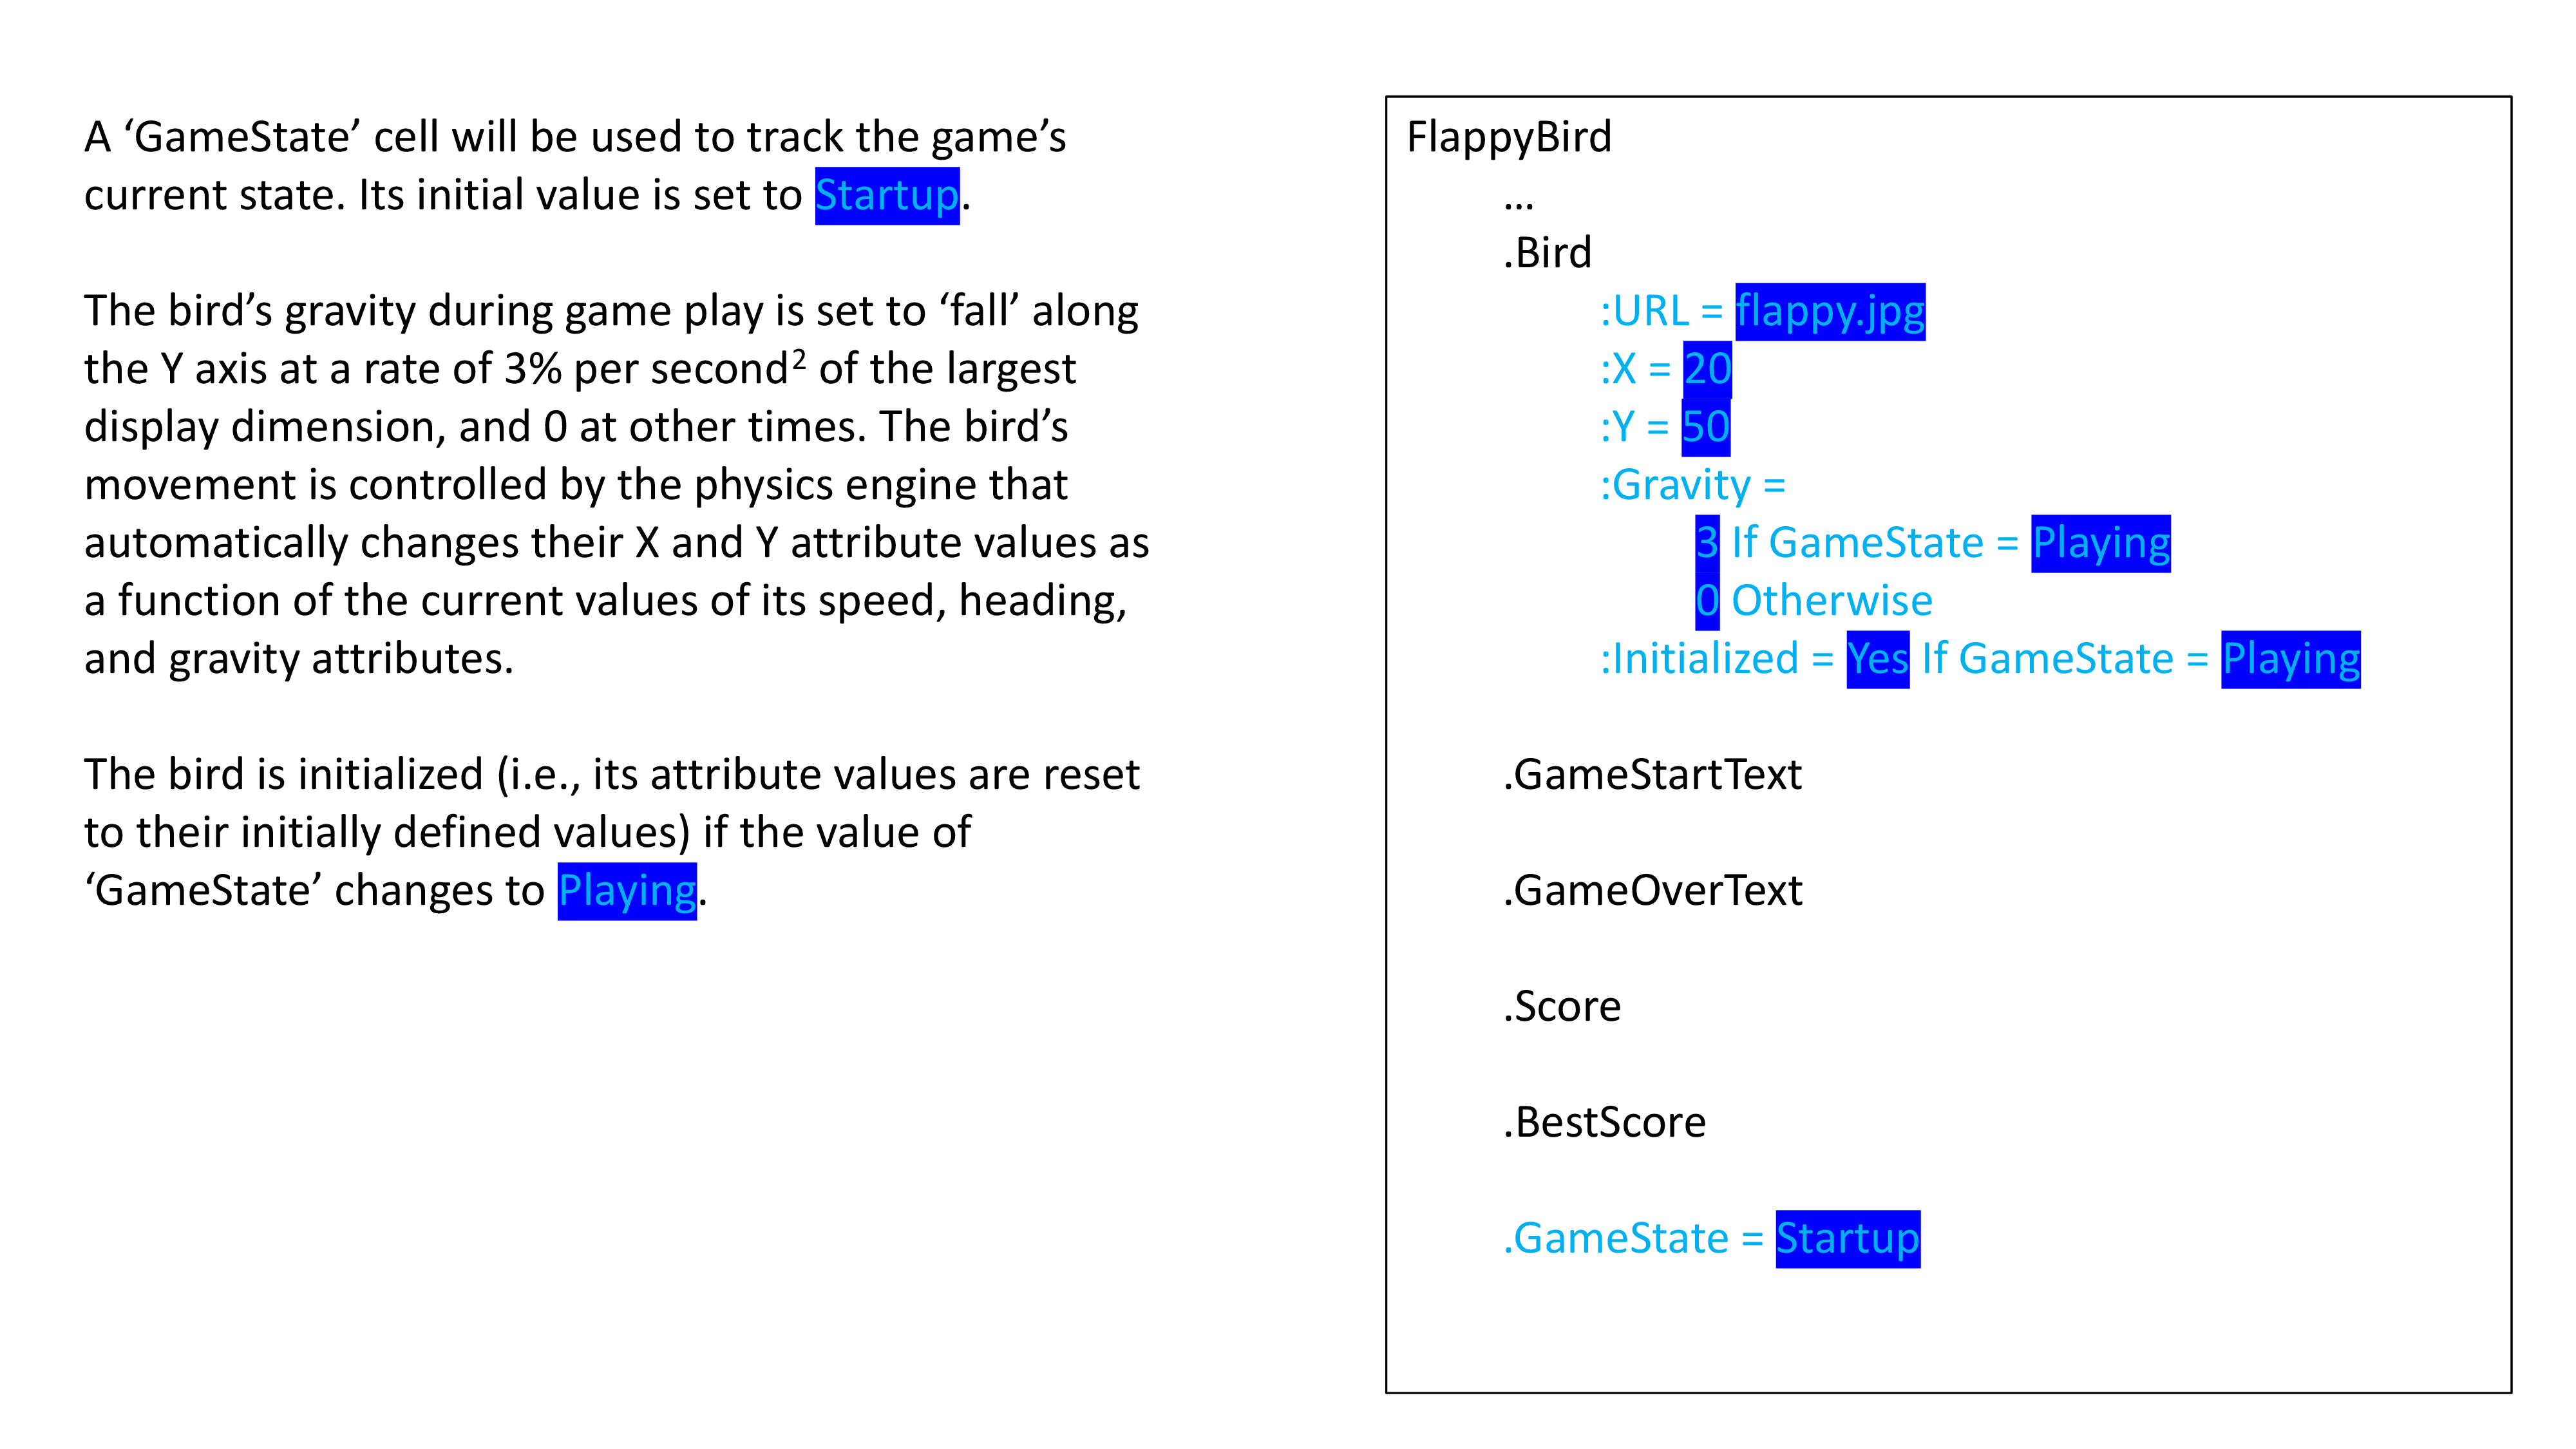 A ‘GameState’ cell will be used to track the game’s
current state. Its initial value is set to Startup.
The bird’s gravity during game play is set to ‘fall’ along
the Y axis at a rate of 3% per second² of the largest
display dimension, and 0 at other times. The bird’s
movement is controlled by the physics engine that
automatically changes their X and Y attribute values as
a function of the current values of its speed, heading,
and gravity attributes.
The bird is initialized (i.e., its attribute values are reset
to their initially defined values) if the value of
‘GameState’ changes to Playing.
FlappyBird
...
.Bird
:URL = flappy.jpg
:X = 20
:Y = 50
:Gravity =
3 If GameState = Playing
0 Otherwise
:Initialized = Yes If GameState = Playing
.GameStartText
.GameOverText
.Score
.BestScore
.GameState = Startup